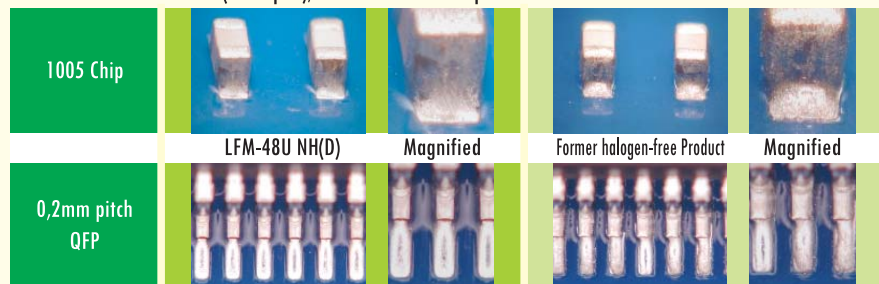 1005 Chip
LFM-48U NH(D)
Magnified
Former halogen-free Product
Magnified
0,2mm pitch
QFP